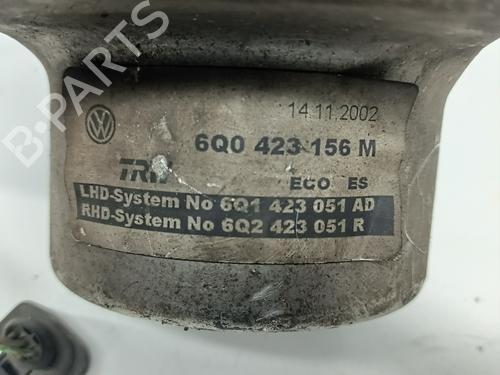 14.11.2002
6Q0 423 156 M
TRW
ECO ES
LHD-System No 6Q1 423 051 AD
RHD-System No 6Q2 423 051 R
B-PARTS